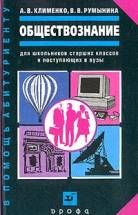 В ПОМОЩЬ АБИТУРИЕНТУ
А. В. КЛИМЕНКО, В. В. РУМЫНИНА
ОБЩЕСТВОЗНАНИЕ
для школьников старших классов
и поступающих в вузы
дрофа